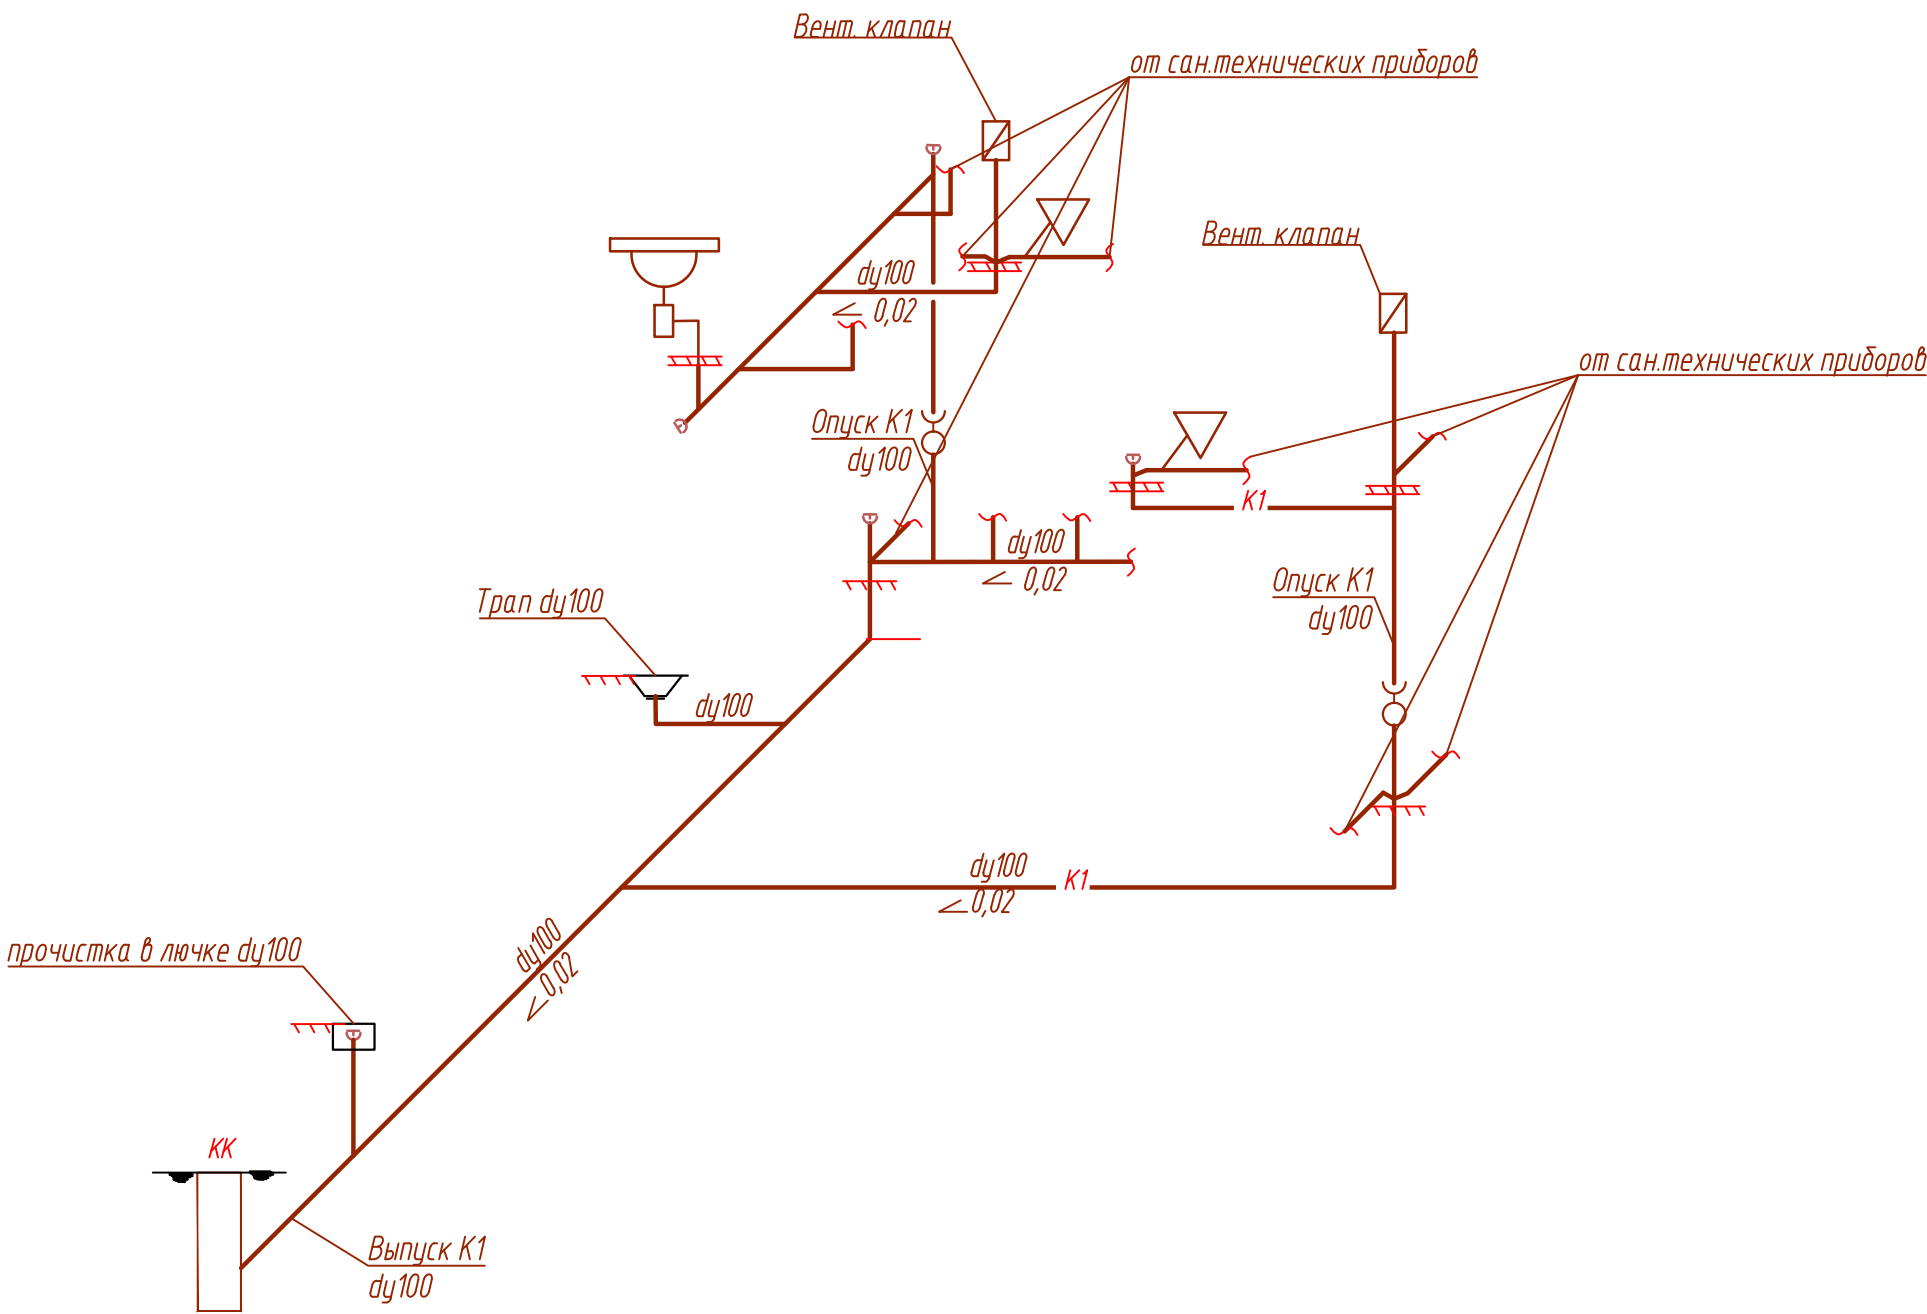 Вент. клапан
от сан.технических приборов
Вент. клапан
dy100
0,02
от сан.технических приборов
Опуск К1
dy100
К1
dy100
0,02
Опуск К1
dy100
Трап dy100
dy100
dy100
К1
0,02
dy100
0,02
прочистка в лючке dy100
КК
Выпуск К1
dy100